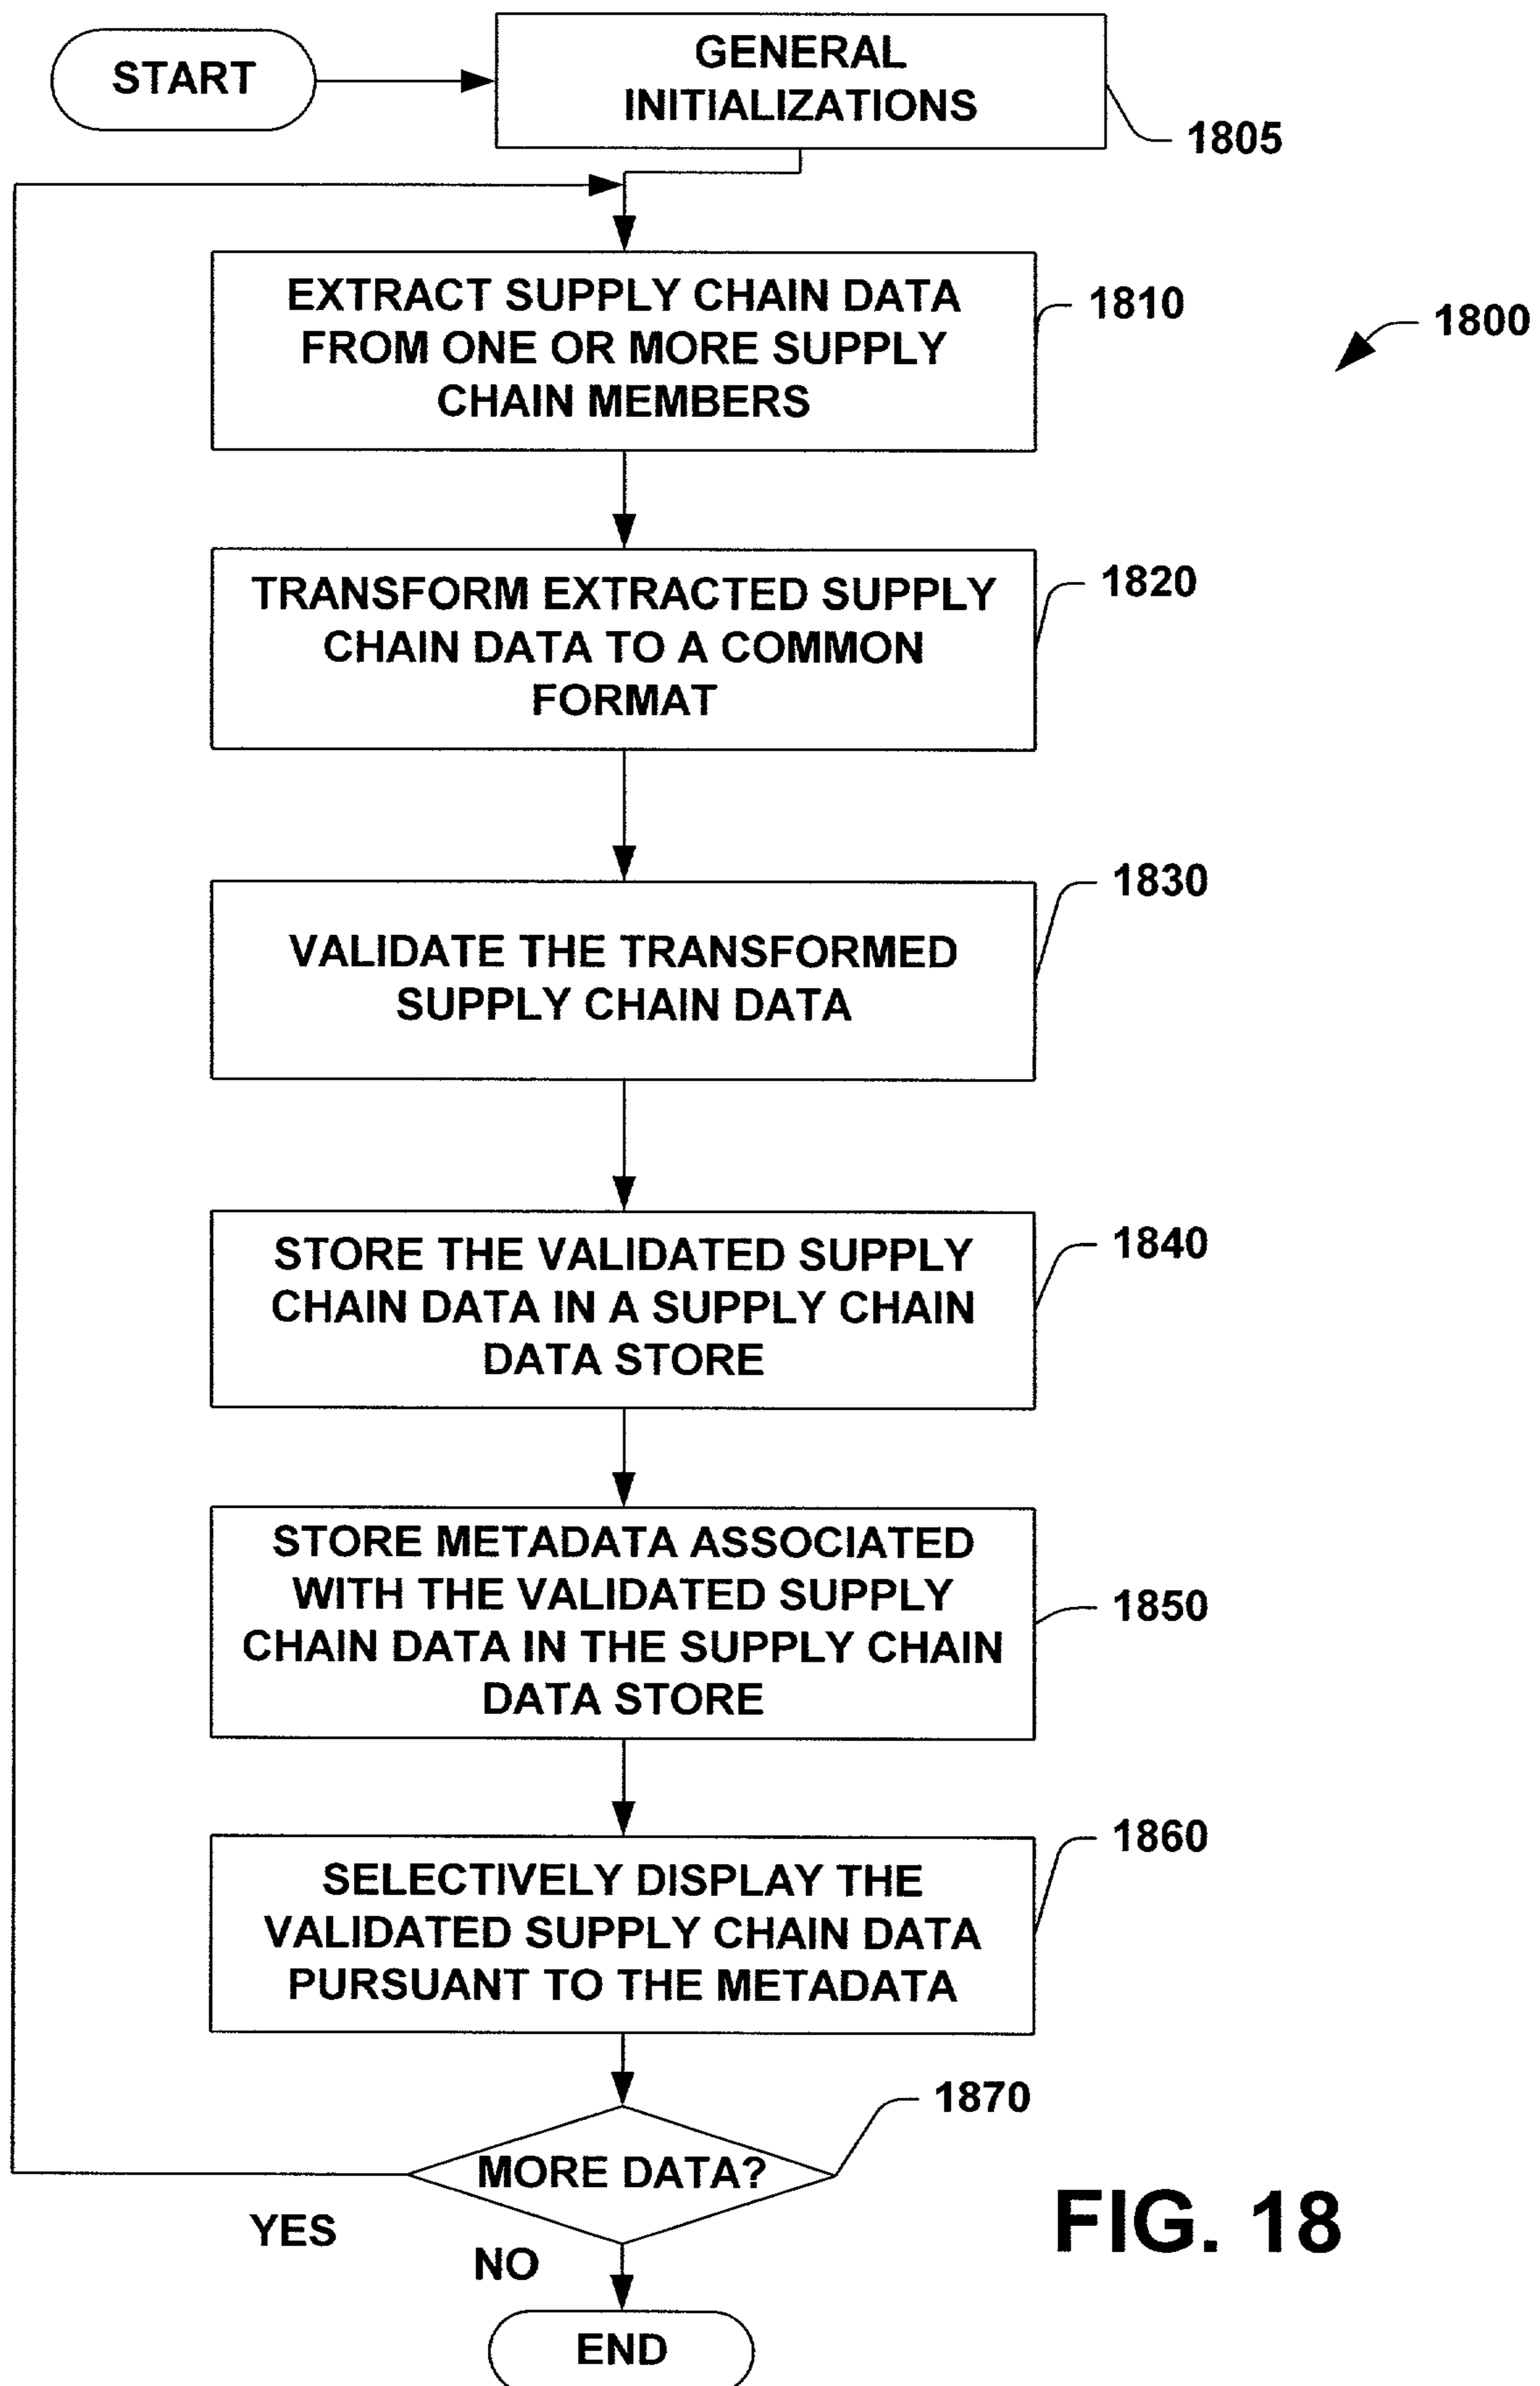 START
GENERAL
INITIALIZATIONS
1805
EXTRACT SUPPLY CHAIN DATA
FROM ONE OR MORE SUPPLY
CHAIN MEMBERS
1810
1800
TRANSFORM EXTRACTED SUPPLY
CHAIN DATA TO A COMMON
FORMAT
1820
VALIDATE THE TRANSFORMED
SUPPLY CHAIN DATA
1830
STORE THE VALIDATED SUPPLY
CHAIN DATA IN A SUPPLY CHAIN
DATA STORE
1840
STORE METADATA ASSOCIATED
WITH THE VALIDATED SUPPLY
CHAIN DATA IN THE SUPPLY CHAIN
DATA STORE
1850
SELECTIVELY DISPLAY THE
VALIDATED SUPPLY CHAIN DATA
PURSUANT TO THE METADATA
1860
MORE DATA?
1870
YES
NO
END
FIG. 18